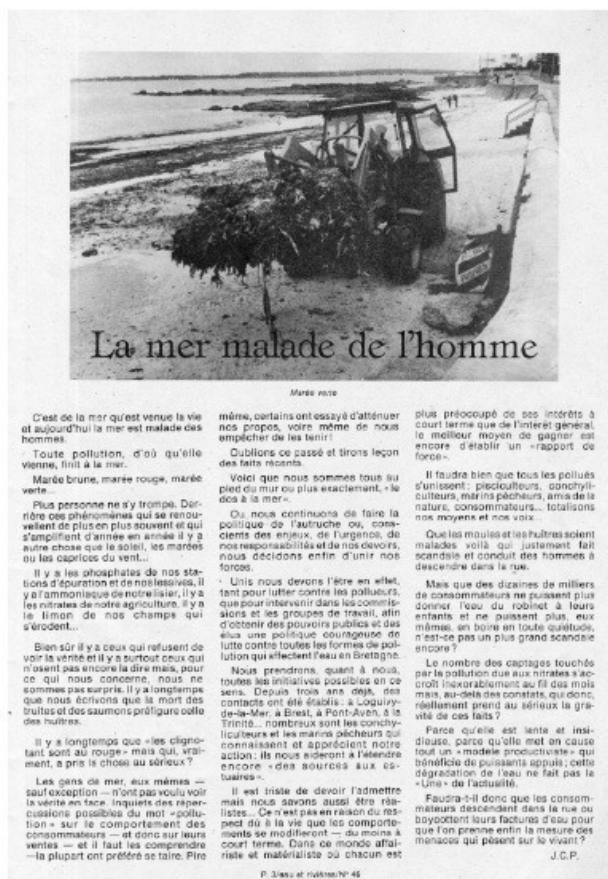 La mer malade de l'homme
Marée verte
C'est de la mer qu'est venue la vie
et aujourd'hui la mer est malade des
hommes.
Toute pollution, d'où qu'elle
vienne, finit à la mer.
Marée brune, marée rouge, marée
verte...
Plus personne ne s'y trompe. Der-
rière ces phénomènes qui se renou-
vellent de plus en plus souvent et qui
s'amplifient d'année en année il y a
autre chose que le soleil, les marées
ou les caprices du vent...
Il y a les phosphates de nos sta-
tions d'épuration et de nos lessives, il
y a l'ammoniaque de notre lisier, il y a
les nitrates de notre agriculture, il y a
le limon de nos champs qui
s'érodent...
Bien sûr il y a ceux qui refusent de
voir la vérité et il y a surtout ceux qui
n'osent pas encore la dire mais, pour
ce qui nous concerne, nous ne
sommes pas surpris. Il y a longtemps
que nous écrivons que la mort des
truites et des saumons préfigure celle
des huîtres.
Il y a longtemps que «les cligno-
tant sont au rouge» mais qui, vrai-
ment, a pris la chose au sérieux ?
Les gens de mer, eux mêmes —
sauf exception — n'ont pas voulu voir
la vérité en face. Inquiets des réper-
cussions possibles du mot «pollu-
tion» sur le comportement des
consommateurs — et donc sur leurs
ventes — et il faut les comprendre
— la plupart ont préféré se taire. Pire
même, certains ont essayé d'atténuer
nos propos, voire même de nous
empêcher de les tenir!
Oublions ce passé et tirons leçon
des faits récents.
Voici que nous sommes tous au
pied du mur ou plus exactement, «le
dos à la mer».
Ou nous continuons de faire la
politique de l'autruche ou, cons-
cients des enjeux, de l'urgence, de
nos responsabilités et de nos devoirs,
nous décidons enfin d'unir nos
forces.
Unis nous devons l'être en effet,
tant pour lutter contre les pollueurs,
que pour intervenir dans les commis-
sions et les groupes de travail, afin
d'obtenir des pouvoirs publics et des
élus une politique courageuse de
lutte contre toutes les formes de pol-
lution qui affectent l'eau en Bretagne.
Nous prendrons, quant à nous,
toutes les initiatives possibles en ce
sens. Depuis trois ans déjà, des
contacts ont été établis : à Loguivy-
de-la-Mer, à Brest, à Pont-Aven, à la
Trinité... nombreux sont les conchy-
liculteurs et les marins pêcheurs qui
connaissent et apprécient notre
action: ils nous aideront à l'étendre
encore «des sources aux es-
tuaires».
Il est triste de devoir l'admettre
mais nous savons aussi être réa-
listes... Ce n'est pas en raison du res-
pect dû à la vie que les comporte-
ments se modifieront — du moins à
court terme. Dans ce monde affai-
riste et matérialiste où chacun est
plus préoccupé de ses intérêts à
court terme que de l'intérêt général,
le meilleur moyen de gagner est
encore d'établir un «rapport de
force».
Il faudra bien que tous les pollués
s'unissent : pisciculteurs, conchyli-
culteurs, marins pêcheurs, amis de la
nature, consommateurs... totalisons
nos moyens et nos voix...
Que les moules et les huîtres soient
malades voilà qui justement fait
scandale et conduit des hommes à
descendre dans la rue.
Mais que des dizaines de milliers
de consommateurs ne puissent plus
donner l'eau du robinet à leurs
enfants et ne puissent plus, eux
mêmes, en boire en toute quiétude,
n'est-ce pas un plus grand scandale
encore ?
Le nombre des captages touchés
par la pollution due aux nitrates s'ac-
croît inexorablement au fil des mois
mais, au-delà des constats, qui donc,
réellement prend au sérieux la gra-
vité de ces faits ?
Parce qu'elle est lente et insi-
dieuse, parce qu'elle met en cause
tout un «modèle productiviste» qui
bénéficie de puissants appuis ; cette
dégradation de l'eau ne fait pas la
«Une» de l'actualité.
Faudra-t-il donc que les consom-
mateurs descendent dans la rue ou
boycottent leurs factures d'eau pour
que l'on prenne enfin la mesure des
menaces qui pèsent sur le vivant ?
J.C.P.
P. 3/eau et rivières/N° 46